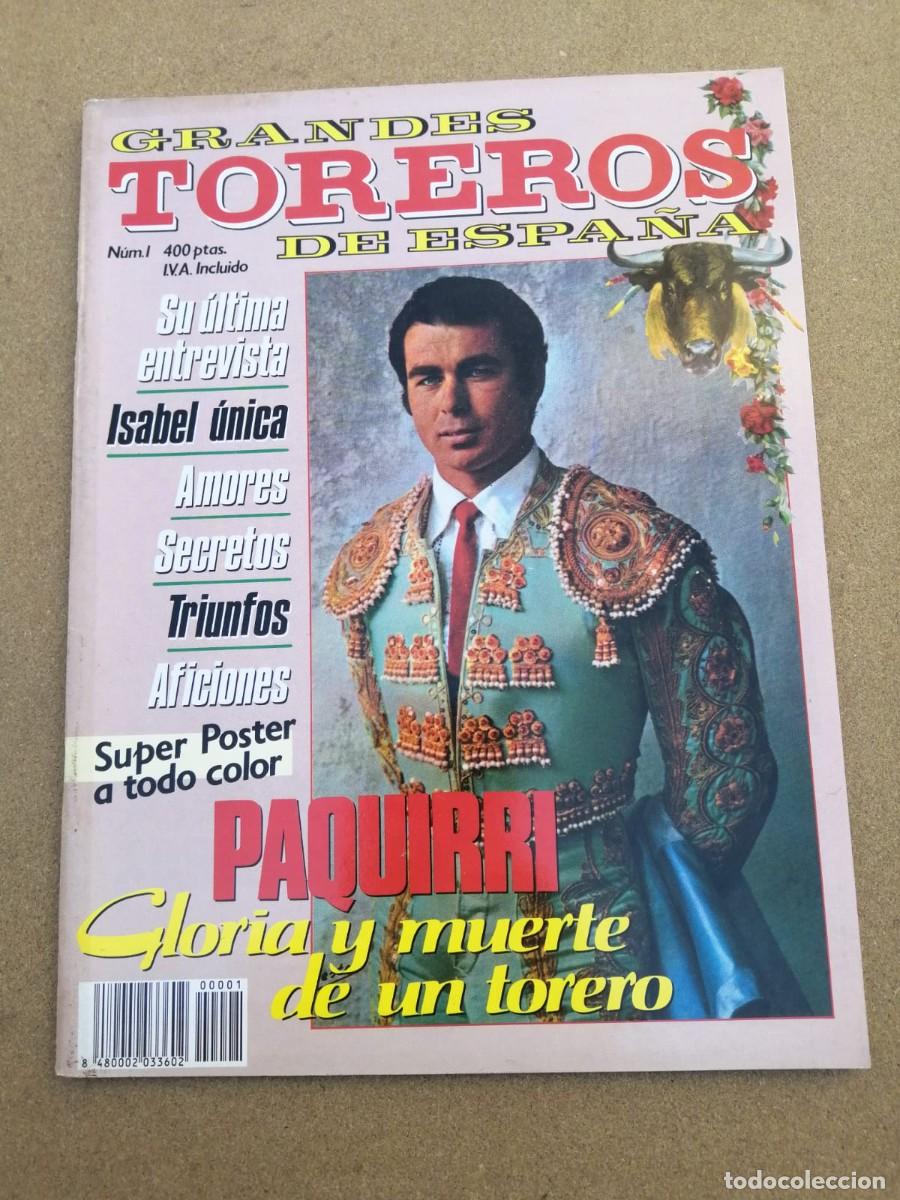 GRANDES
TOREROS
DE ESPAÑA
Núm.1 400 ptas.
I.V.A. Incluido
Su última
entrevista
Isabel única
Amores
Secretos
Triunfos
Aficiones
Super Poster
a todo color
PAQUIRRI
Gloria y muerte
de un torero
00001
8 480002 033602
todocoleccion